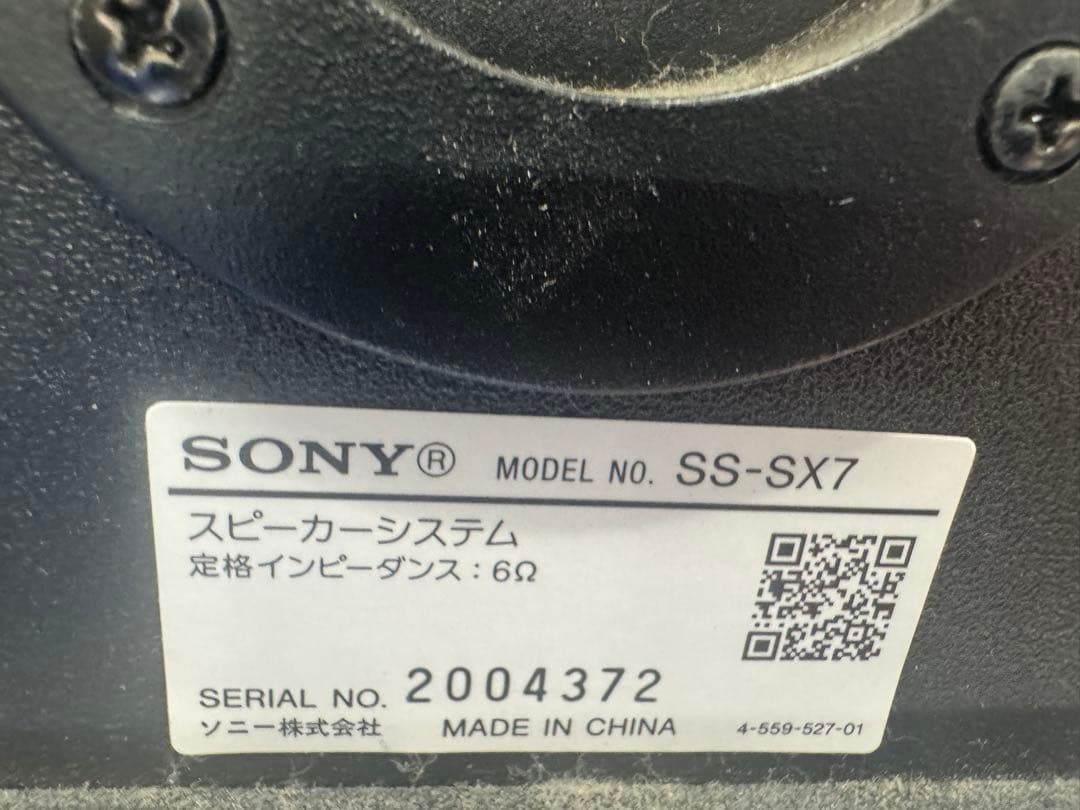 SONY® MODEL NO. SS-SX7
スピーカーシステム
定格インピーダンス：6Ω
SERIAL NO. 2004372
ソニー株式会社 MADE IN CHINA 4-559-527-01